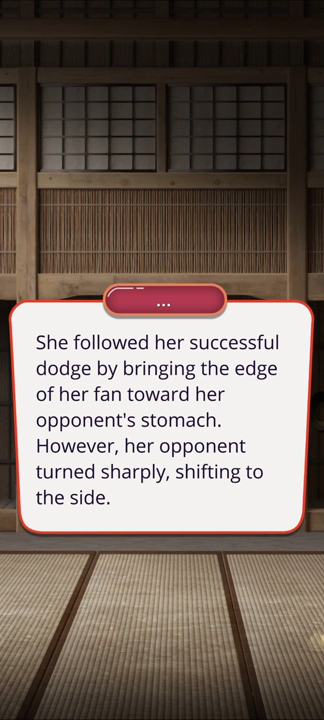 ...
She followed her successful
dodge by bringing the edge
of her fan toward her
opponent's stomach.
However, her opponent
turned sharply, shifting to
the side.